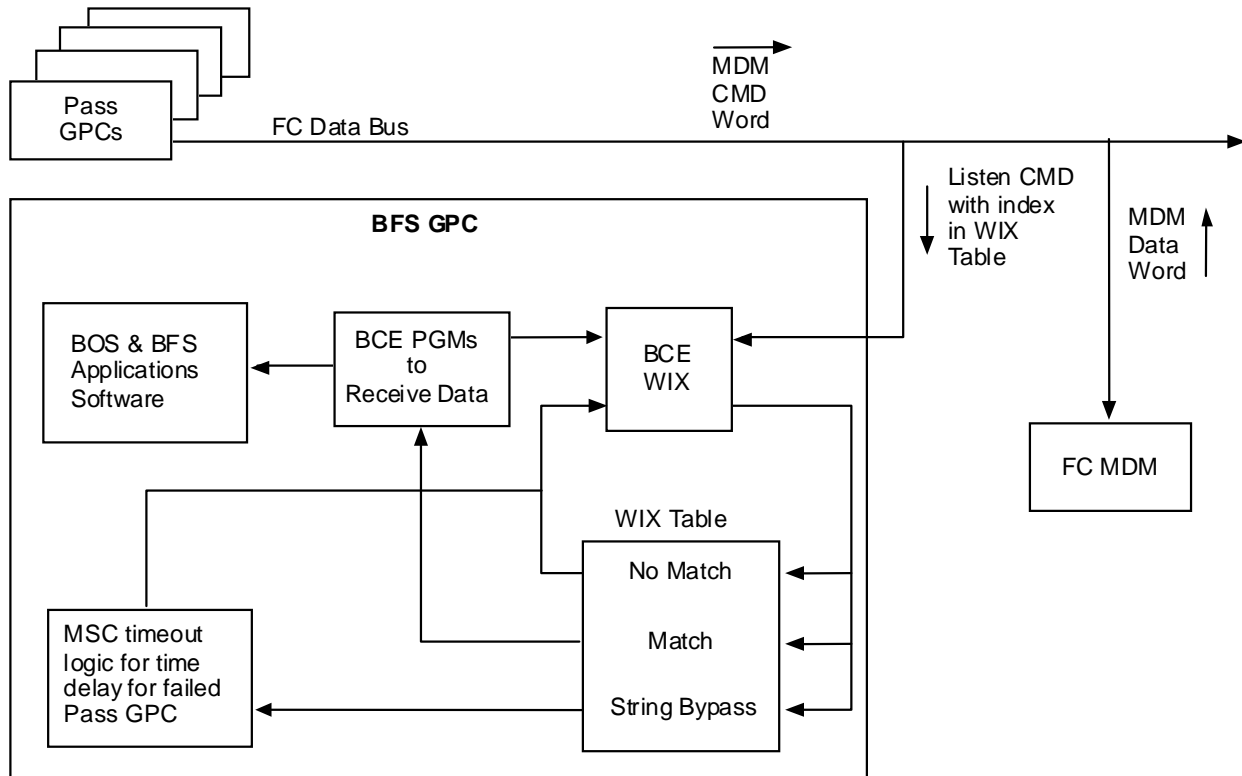 Pass
GPCs
FC Data Bus
MDM
CMD
Word
Listen CMD
with index
in WIX
Table
MDM
Data
Word
BFS GPC
BOS & BFS
Applications
Software
BCE PGMs
to
Receive Data
BCE
WIX
FC MDM
WIX Table
No Match
Match
String Bypass
MSC timeout
logic for time
delay for failed
Pass GPC